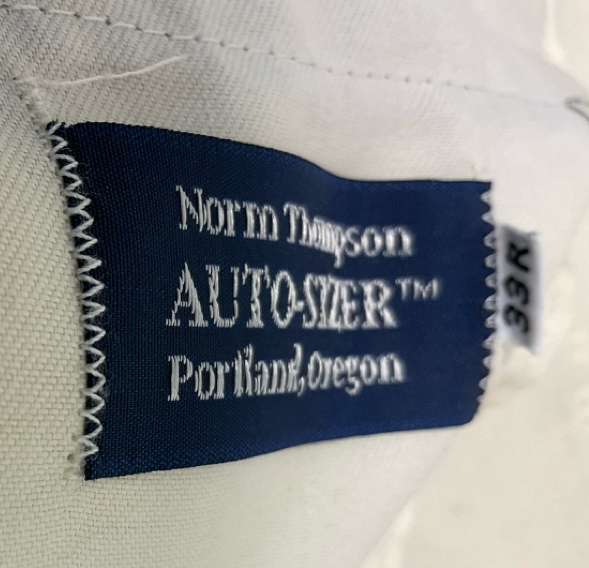 Norm Thompson
AUTO-SIZER™
Portland, Oregon
33R